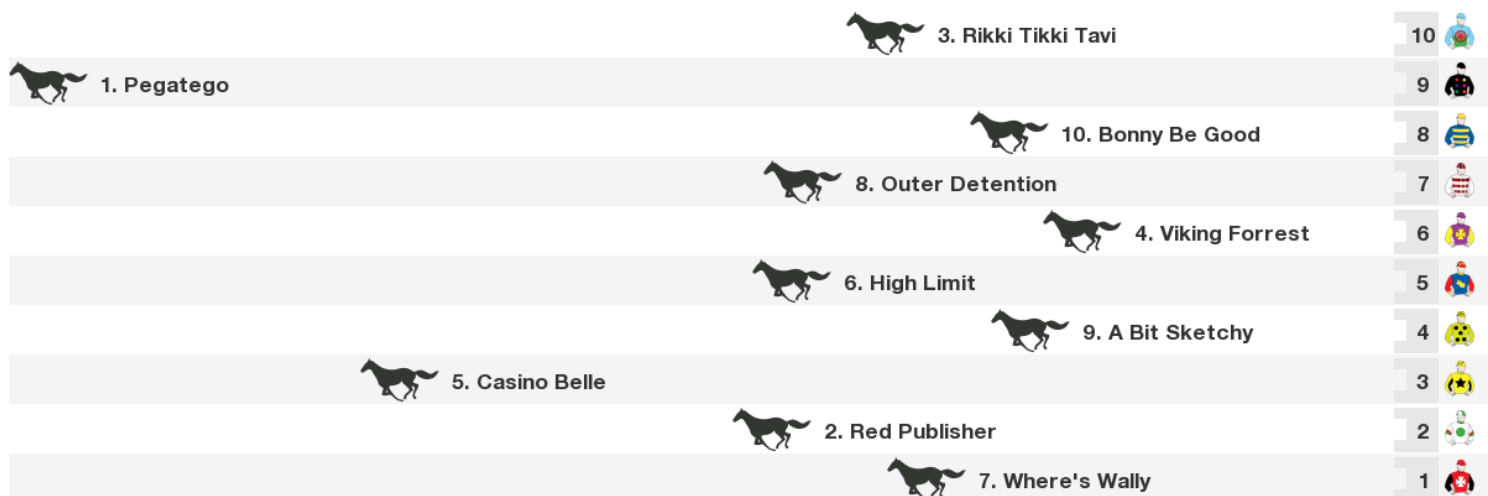 3. Rikki Tikki Tavi 10
1. Pegatego 9
10. Bonny Be Good 8
8. Outer Detention 7
4. Viking Forrest 6
6. High Limit 5
9. A Bit Sketchy 4
5. Casino Belle 3
2. Red Publisher 2
7. Where's Wally 1